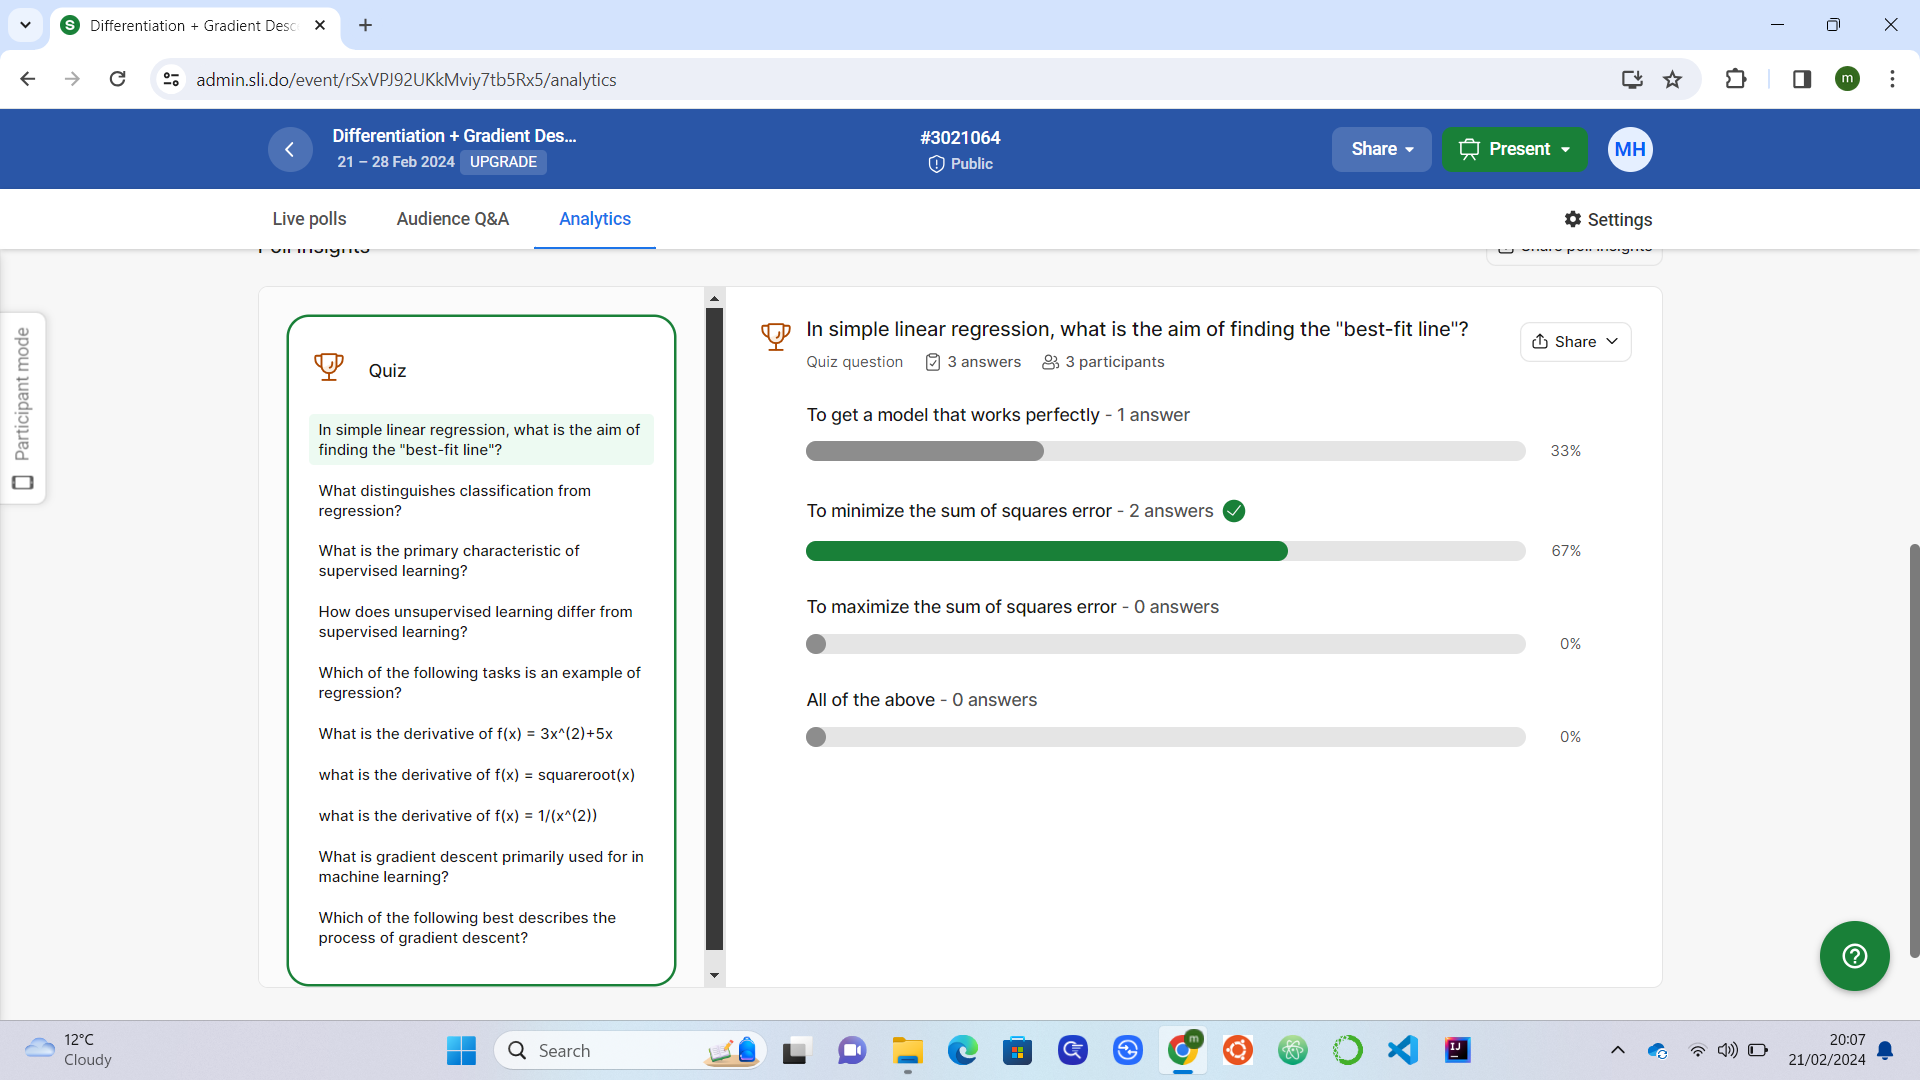 Differentiation + Gradient Desc
admin.sli.do/event/rSxVPJ92UKkMviy7tb5Rx5/analytics
m
Differentiation + Gradient Des...
21 – 28 Feb 2024 UPGRADE
#3021064
Public
Share
Present
MH
Live polls
Audience Q&A
Analytics
Settings
Poll insights
Share poll insights
Participant mode
Quiz
In simple linear regression, what is the aim of
finding the "best-fit line"?
What distinguishes classification from
regression?
What is the primary characteristic of
supervised learning?
How does unsupervised learning differ from
supervised learning?
Which of the following tasks is an example of
regression?
What is the derivative of f(x) = 3x^(2)+5x
what is the derivative of f(x) = squareroot(x)
what is the derivative of f(x) = 1/(x^(2))
What is gradient descent primarily used for in
machine learning?
Which of the following best describes the
process of gradient descent?
In simple linear regression, what is the aim of finding the "best-fit line"?
Quiz question 3 answers 3 participants
Share
To get a model that works perfectly - 1 answer
33%
To minimize the sum of squares error - 2 answers
67%
To maximize the sum of squares error - 0 answers
0%
All of the above - 0 answers
0%
12°C
Cloudy
Search
m
IJ
20:07
21/02/2024